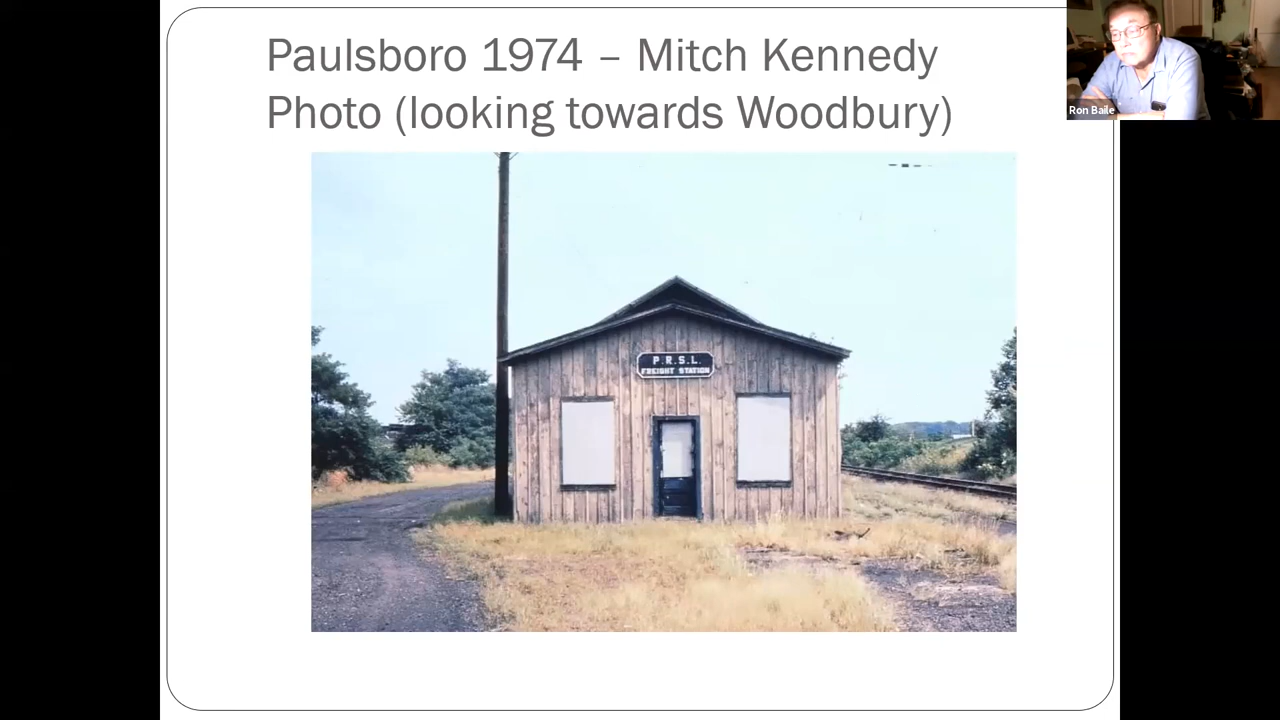 Paulsboro 1974 – Mitch Kennedy
Photo (looking towards Woodbury)
Ron Baile
P.R.S.L.
FREIGHT STATION